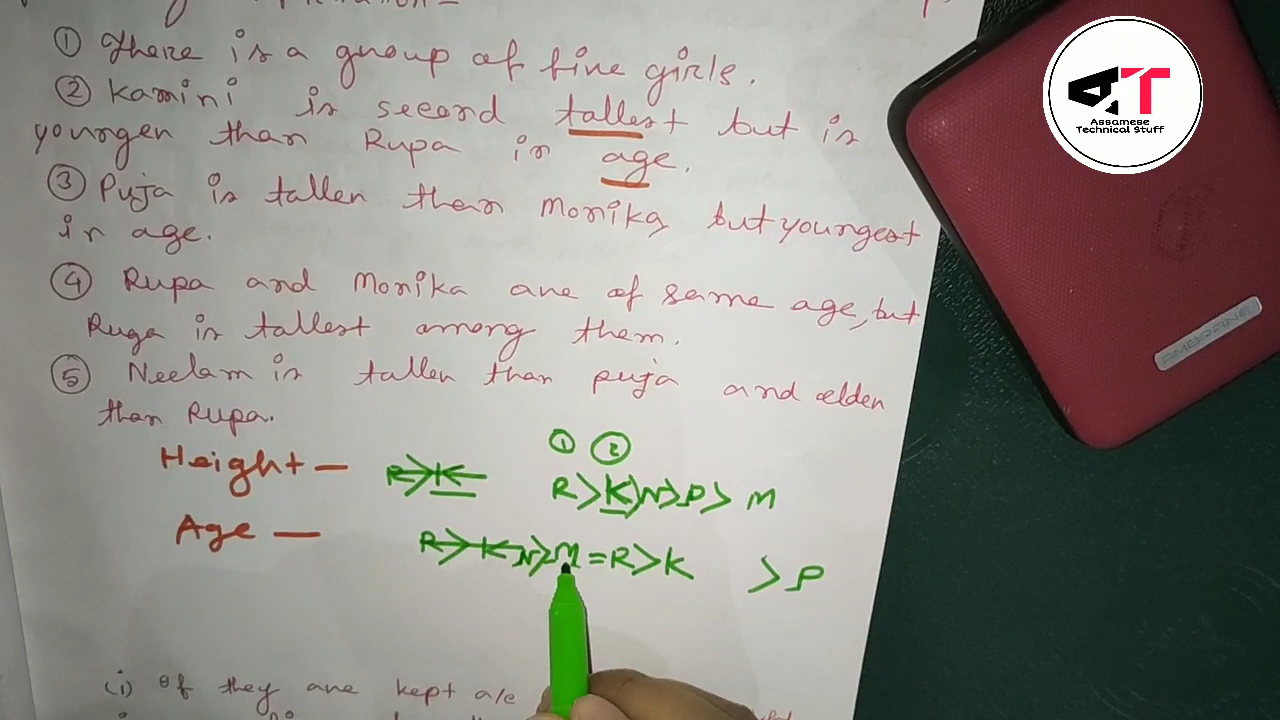 ① There is a group of five girls.
② Kamini is second tallest but is
younger than Rupa in age.
③ Puja is taller than Monika but youngest
in age.
④ Rupa and Monika are of same age, but
Rupa is tallest among them.
⑤ Neelam is taller than puja and elder
than Rupa.
① ②
Height — R>K R>K>N>P>M
Age — R>K N>M=R>K >P
(i) If they are kept a/c
AT
Assamese
Technical Stuff
AMBRANE